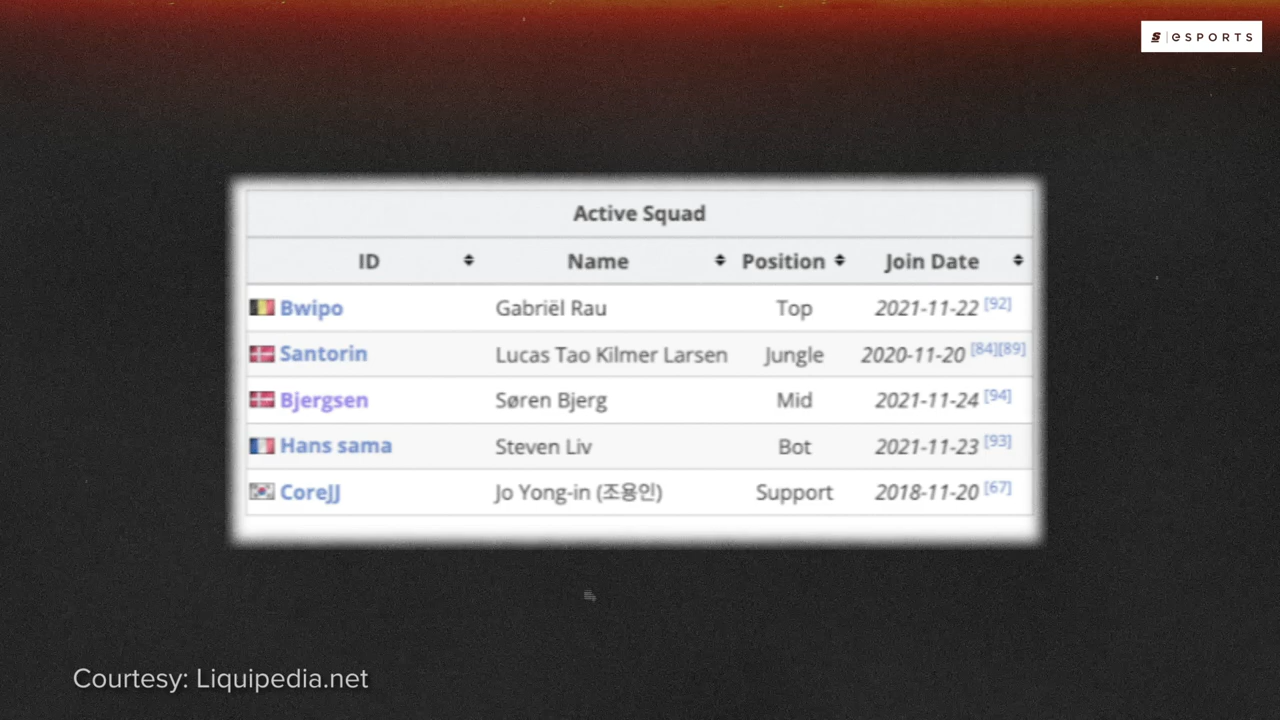 S | eSPORTS
Active Squad
ID Name Position Join Date
Bwipo Gabriël Rau Top 2021-11-22 [92]
Santorin Lucas Tao Kilmer Larsen Jungle 2020-11-20 [84][89]
Bjergsen Søren Bjerg Mid 2021-11-24 [94]
Hans sama Steven Liv Bot 2021-11-23 [93]
CoreJJ Jo Yong-in (조용인) Support 2018-11-20 [67]
Courtesy: Liquipedia.net